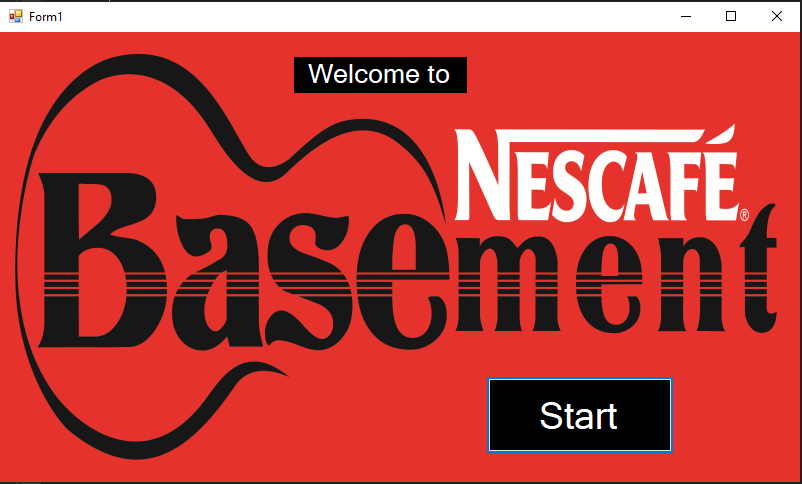 Form1
Welcome to
NESCAFÉ®
Basement
Start